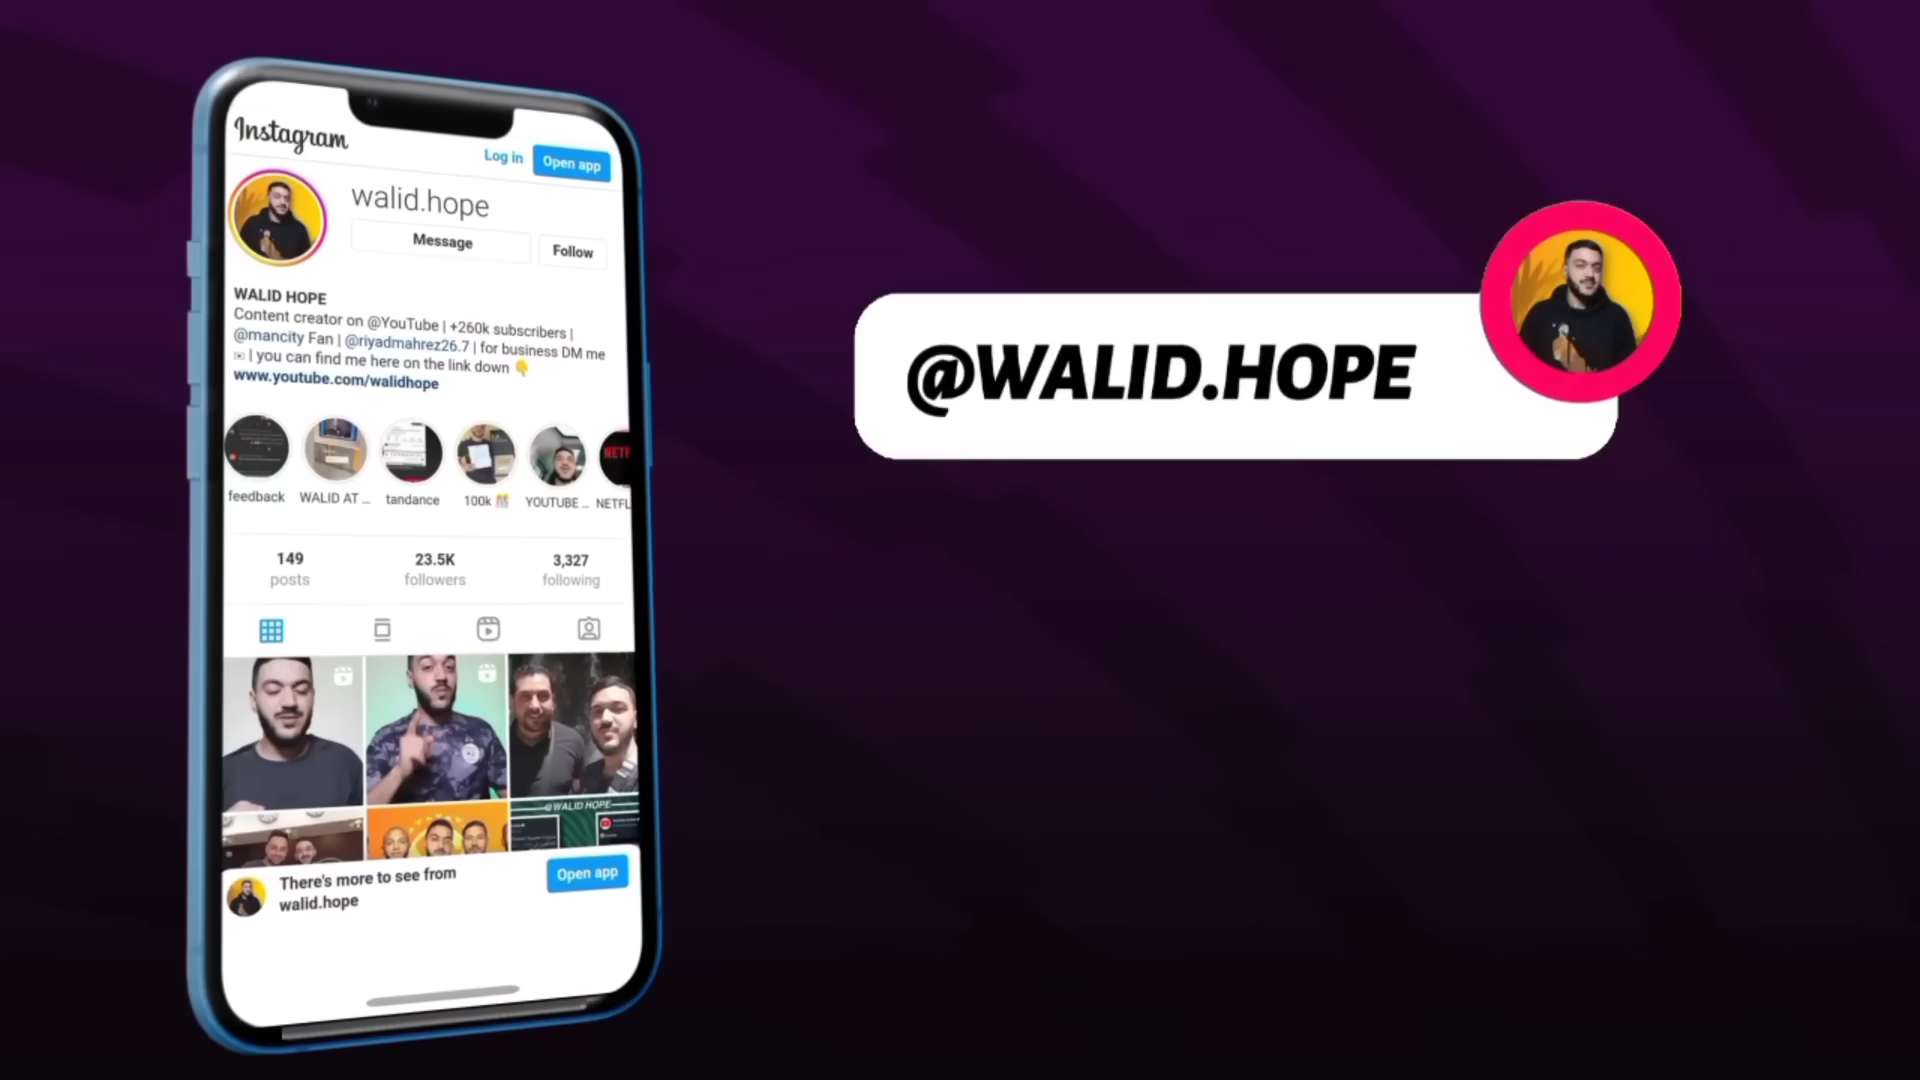 Instagram
Log in
Open app
walid.hope
Message
Follow
WALID HOPE
Content creator on @YouTube | +260k subscribers |
@mancity Fan | @riyadmahrez26.7 | for business DM me
✉️ | you can find me here on the link down 👇
www.youtube.com/walidhope
feedback
WALID AT ...
tandance
100k 🎊
YOUTUBE ...
NETFL
NETF
149
posts
23.5K
followers
3,327
following
@WALID HOPE
There's more to see from
walid.hope
Open app
@WALID.HOPE